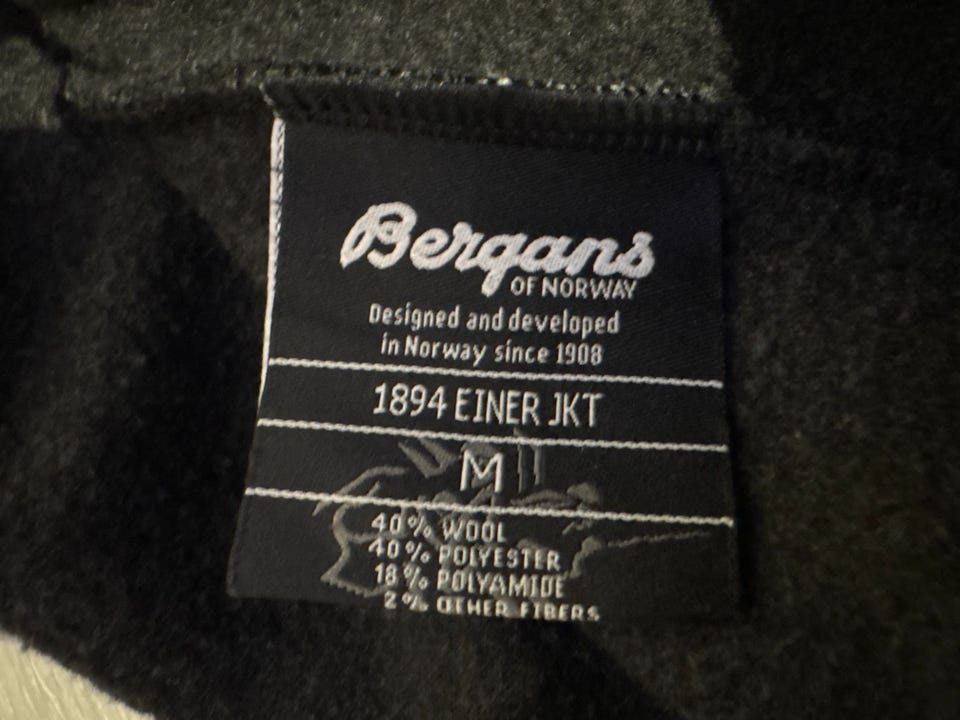 Bergans
OF NORWAY
Designed and developed
in Norway since 1908
1894 EINER JKT
M
40% WOOL
40% POLYESTER
18% POLYAMIDE
2% OTHER FIBERS